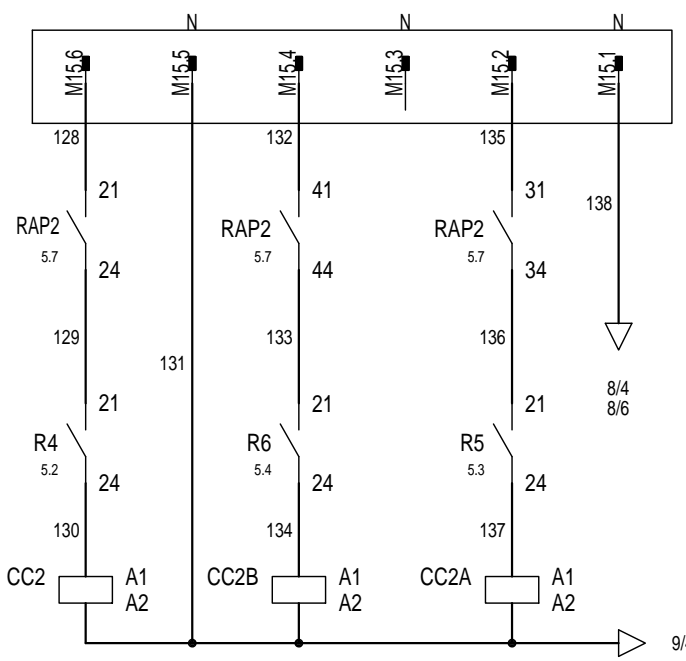 N N N
M15.6 M15.5 M15.4 M15.3 M15.2 M15.1
128 132 135
21 41 31
138
RAP2 RAP2 RAP2
5.7 5.7 5.7
24 44 34
129 131 133 136
8/4
8/6
21 21 21
R4 R6 R5
5.2 5.4 5.3
24 24 24
130 134 137
CC2 A1 CC2B A1 CC2A A1
A2 A2 A2